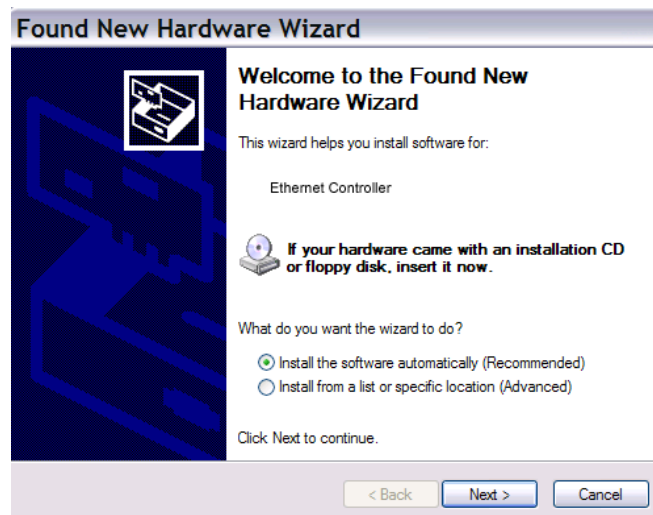 Found New Hardware Wizard
Welcome to the Found New
Hardware Wizard
This wizard helps you install software for:
Ethernet Controller
If your hardware came with an installation CD
or floppy disk, insert it now.
What do you want the wizard to do?
Install the software automatically (Recommended)
Install from a list or specific location (Advanced)
Click Next to continue.
< Back Next > Cancel